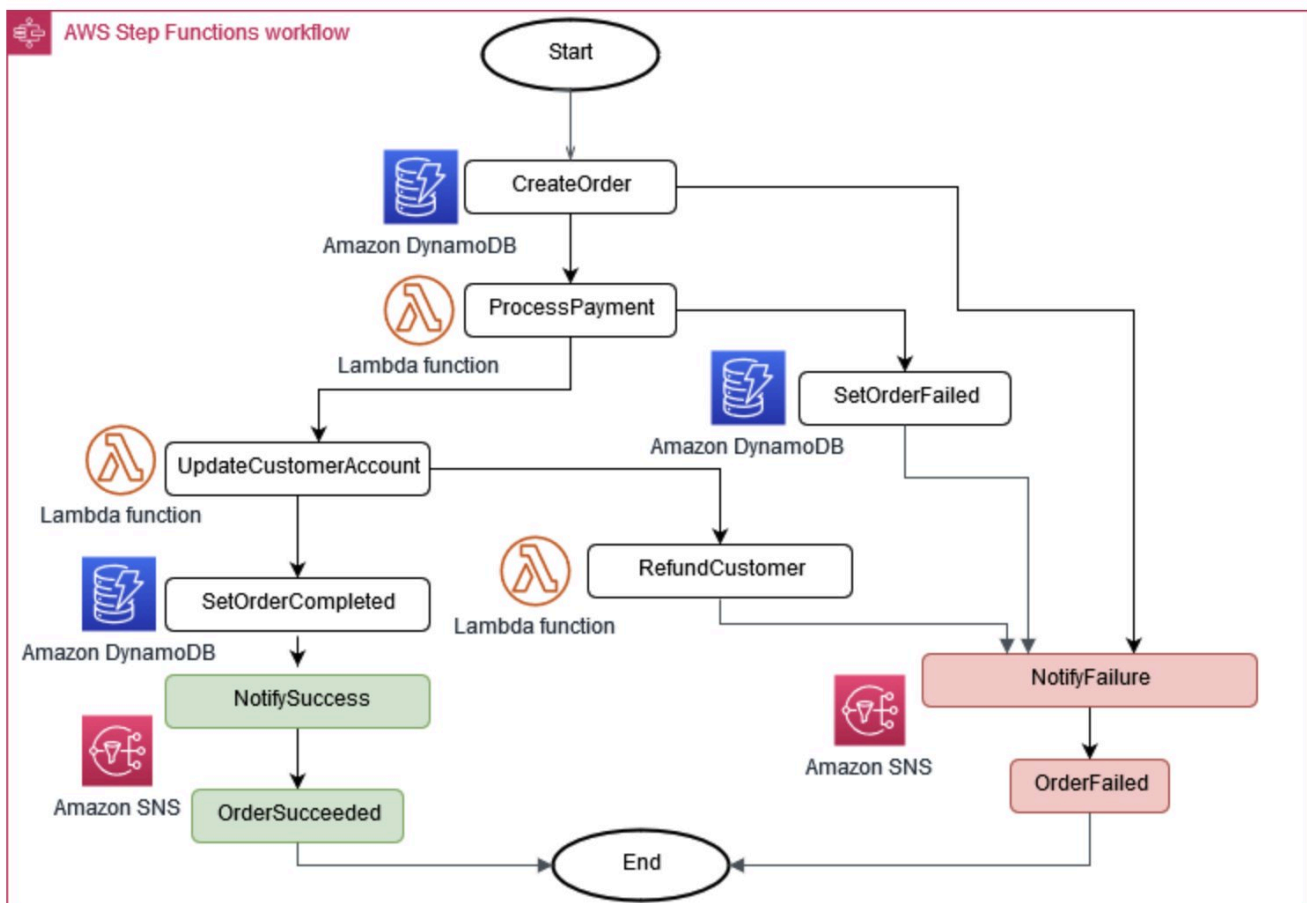 AWS Step Functions workflow
Start
CreateOrder
Amazon DynamoDB
ProcessPayment
Lambda function
SetOrderFailed
Amazon DynamoDB
UpdateCustomerAccount
Lambda function
RefundCustomer
Lambda function
SetOrderCompleted
Amazon DynamoDB
NotifySuccess
Amazon SNS
NotifyFailure
Amazon SNS
OrderSucceeded
OrderFailed
End